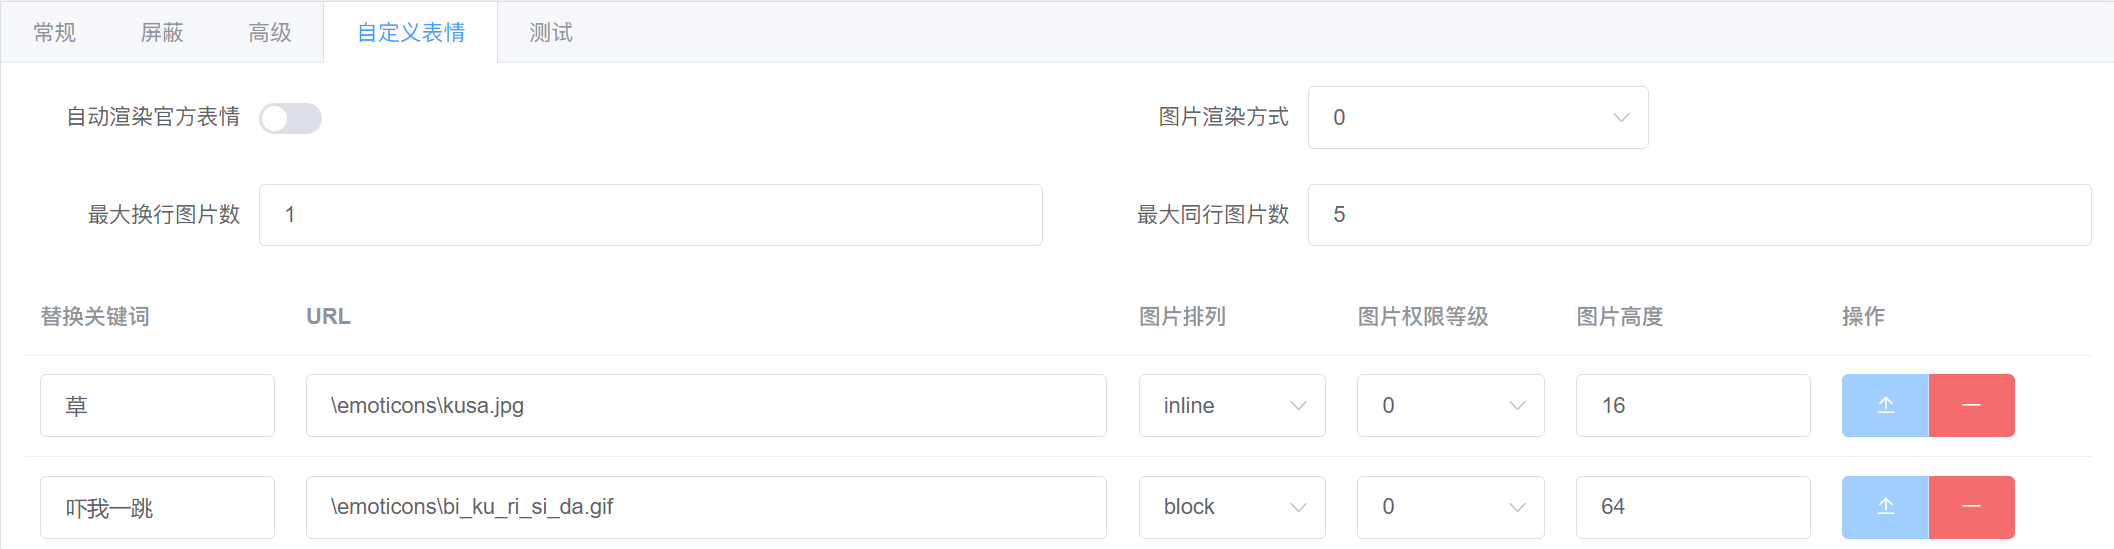 常规 屏蔽 高级 自定义表情 测试
自动渲染官方表情 图片渲染方式 0
最大换行图片数 1 最大同行图片数 5
替换关键词 URL 图片排列 图片权限等级 图片高度 操作
草 \emoticons\kusa.jpg inline 0 16
吓我一跳 \emoticons\bi_ku_ri_si_da.gif block 0 64